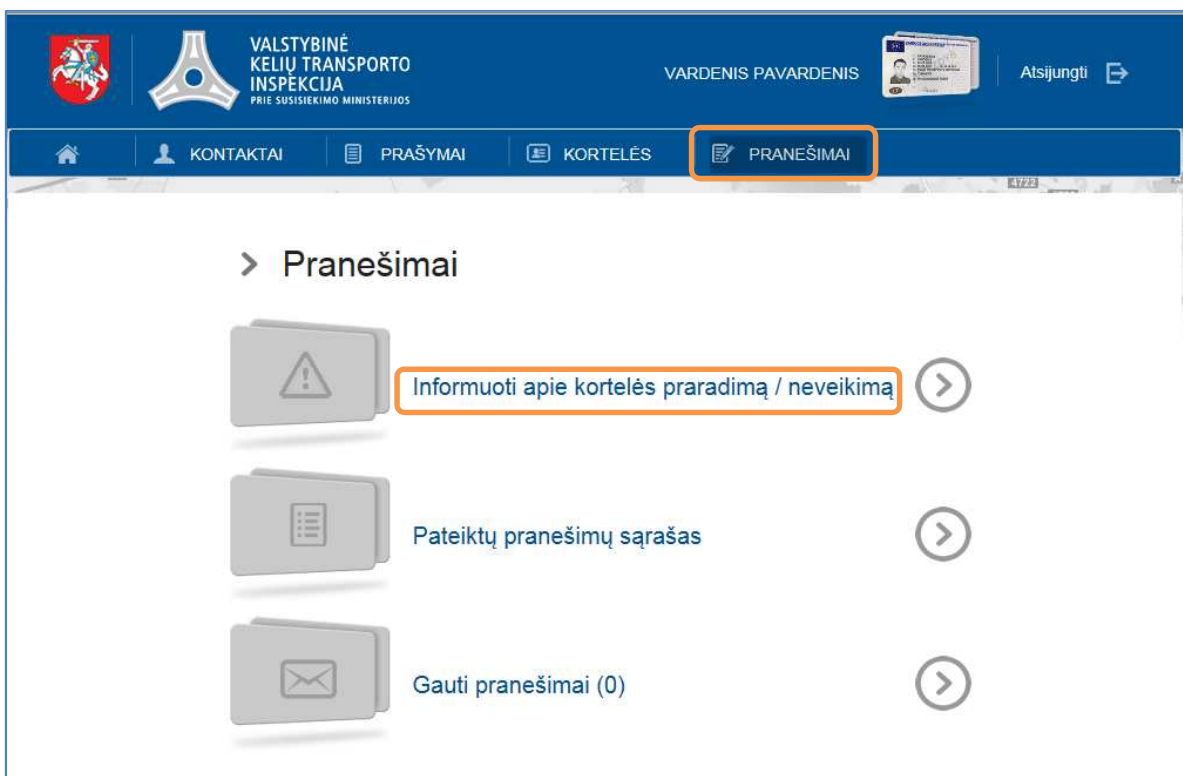 VALSTYBINĖ
KELIŲ TRANSPORTO
INSPEKCIJA
PRIE SUSISIEKIMO MINISTERIJOS
VARDENIS PAVARDENIS
Atsijungti
KONTAKTAI
PRAŠYMAI
KORTELĖS
PRANEŠIMAI
4722
Pranešimai
Informuoti apie kortelės praradimą / neveikimą
Pateiktų pranešimų sąrašas
Gauti pranešimai (0)